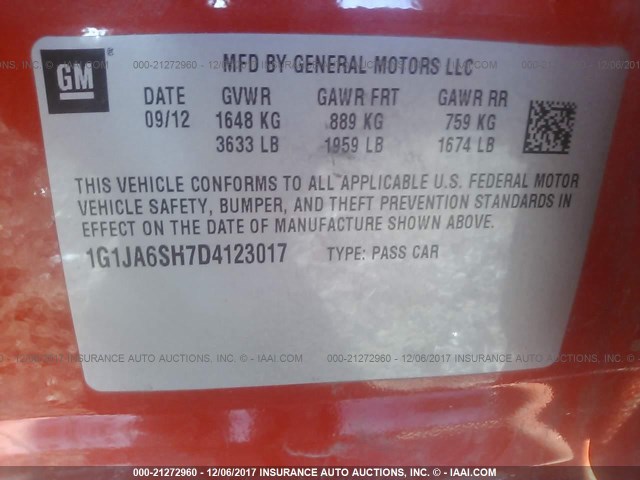 GM ®
MFD BY GENERAL MOTORS LLC
DATE GVWR GAWR FRT GAWR RR
09/12 1648 KG 889 KG 759 KG
3633 LB 1959 LB 1674 LB
THIS VEHICLE CONFORMS TO ALL APPLICABLE U.S. FEDERAL MOTOR
VEHICLE SAFETY, BUMPER, AND THEFT PREVENTION STANDARDS IN
EFFECT ON THE DATE OF MANUFACTURE SHOWN ABOVE.
1G1JA6SH7D4123017 TYPE: PASS CAR
000-21272960 - 12/06/2017 INSURANCE AUTO AUCTIONS, INC. © - IAAI.COM